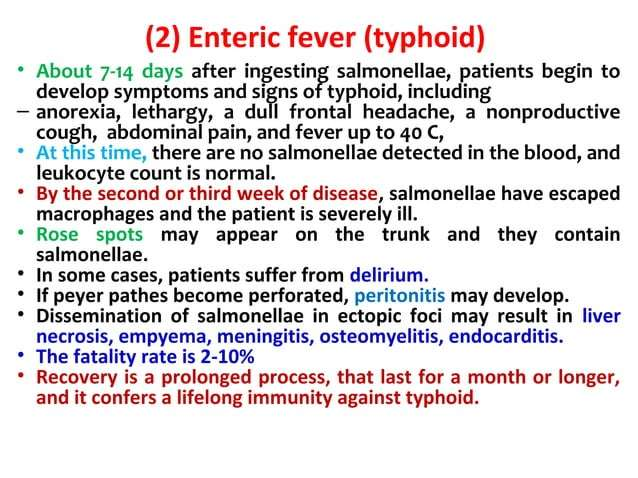 (2) Enteric fever (typhoid)
• About 7-14 days after ingesting salmonellae, patients begin to
develop symptoms and signs of typhoid, including
– anorexia, lethargy, a dull frontal headache, a nonproductive
cough, abdominal pain, and fever up to 40 C,
• At this time, there are no salmonellae detected in the blood, and
leukocyte count is normal.
• By the second or third week of disease, salmonellae have escaped
macrophages and the patient is severely ill.
• Rose spots may appear on the trunk and they contain
salmonellae.
• In some cases, patients suffer from delirium.
• If peyer pathes become perforated, peritonitis may develop.
• Dissemination of salmonellae in ectopic foci may result in liver
necrosis, empyema, meningitis, osteomyelitis, endocarditis.
• The fatality rate is 2-10%
• Recovery is a prolonged process, that last for a month or longer,
and it confers a lifelong immunity against typhoid.